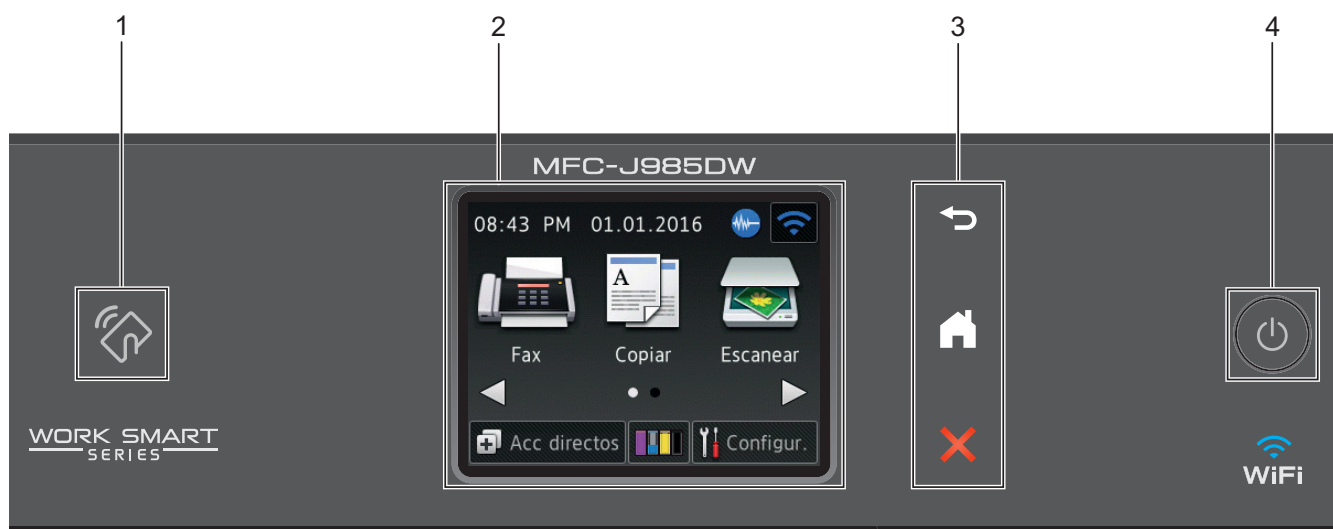 1 2 3 4
MFC-J985DW
08:43 PM 01.01.2016
A
Fax Copiar Escanear
Acc directos Configur.
WORK SMART
SERIES
WiFi